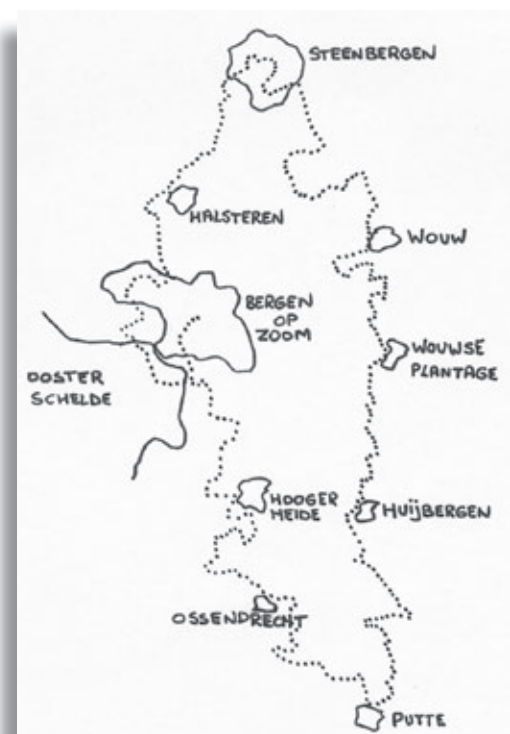 STEENBERGEN
HALSTEREN
WOUW
BERGEN
OP
ZOOM
WOUWSE
PLANTAGE
OOSTER
SCHELDE
HOOGER
HEIDE
HUIJBERGEN
OSSENDRECHT
PUTTE